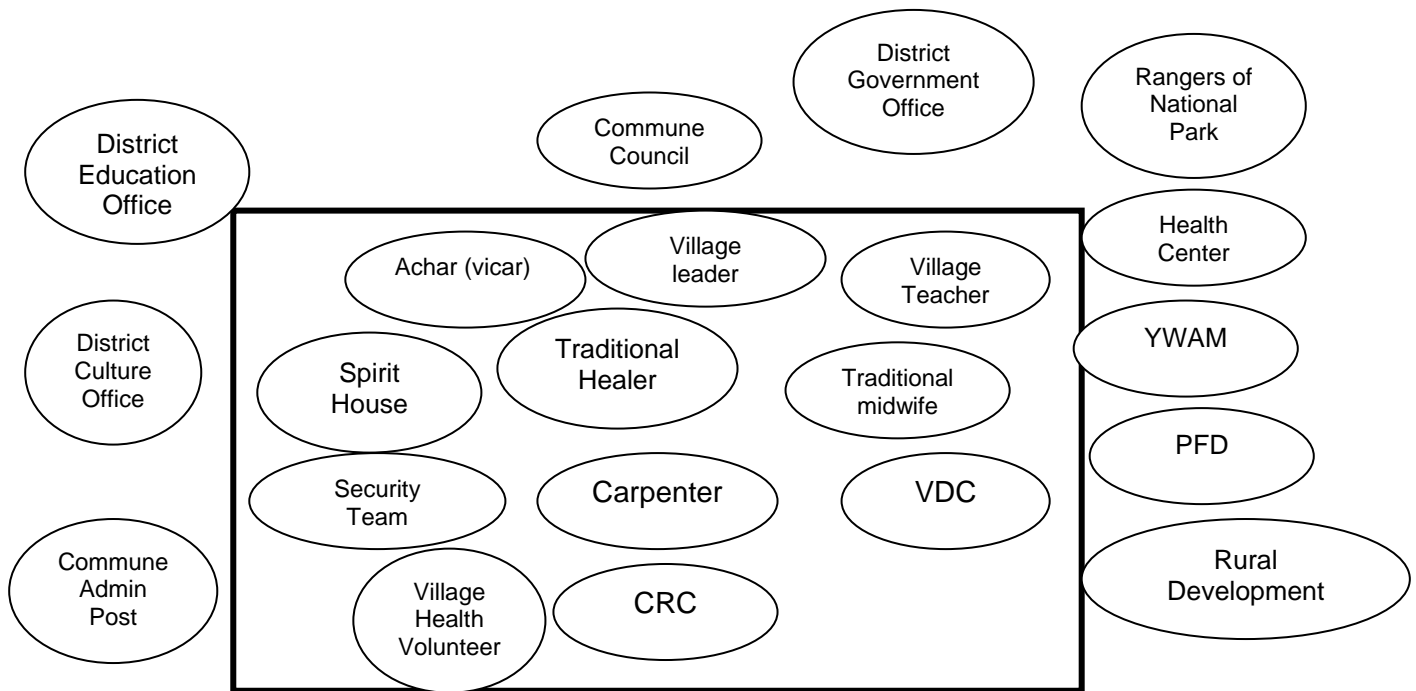 District
Government
Office
Rangers of
National
Park
Commune
Council
District
Education
Office
Village
leader
Health
Center
Achar (vicar)
Village
Teacher
District
Culture
Office
Spirit
House
Traditional
Healer
Traditional
midwife
YWAM
PFD
Security
Team
Carpenter
VDC
Commune
Admin
Post
Village
Health
Volunteer
CRC
Rural
Development